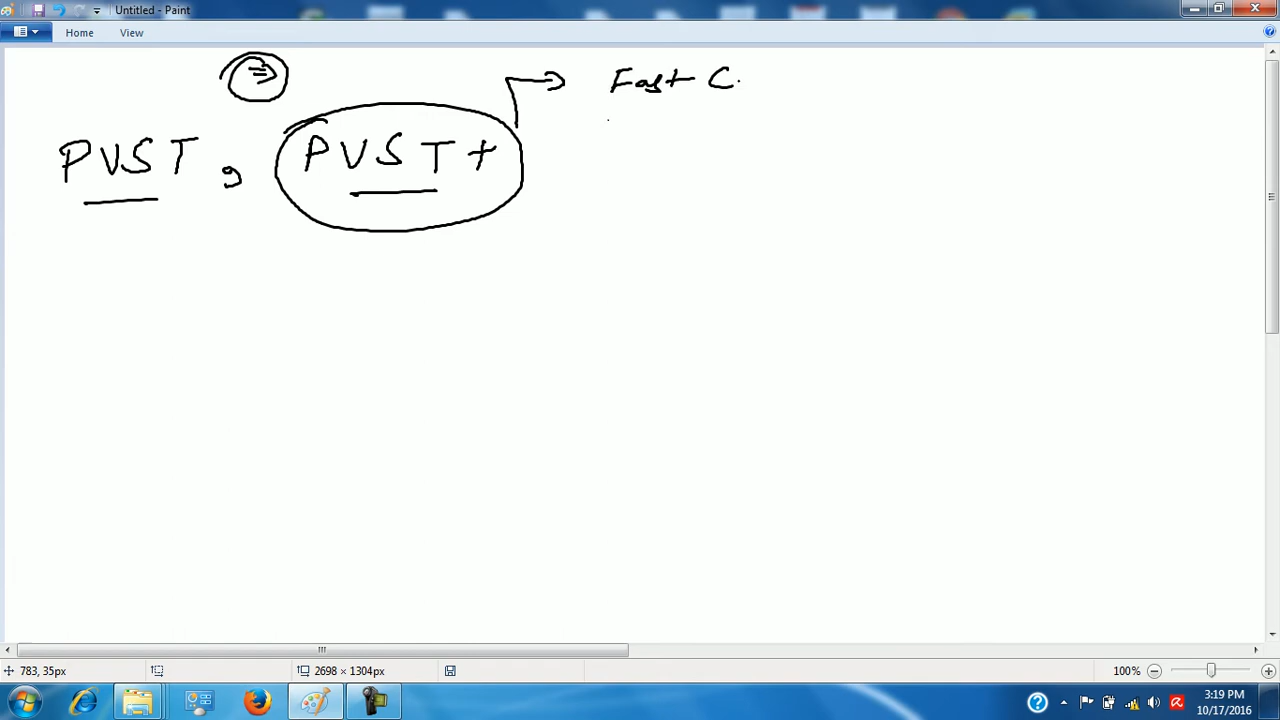 Untitled - Paint
Home View
Fast C.
PVST , PVST+
783, 35px 2698 × 1304px 100%
3:19 PM
10/17/2016